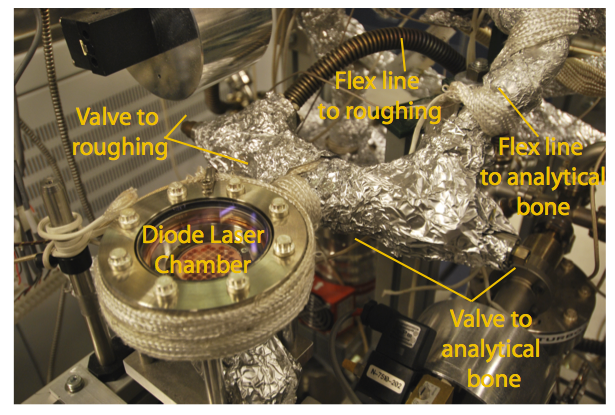 Flex line
to roughing
Valve to
roughing
Flex line
to analytical
bone
Diode Laser
Chamber
Valve to
analytical
bone